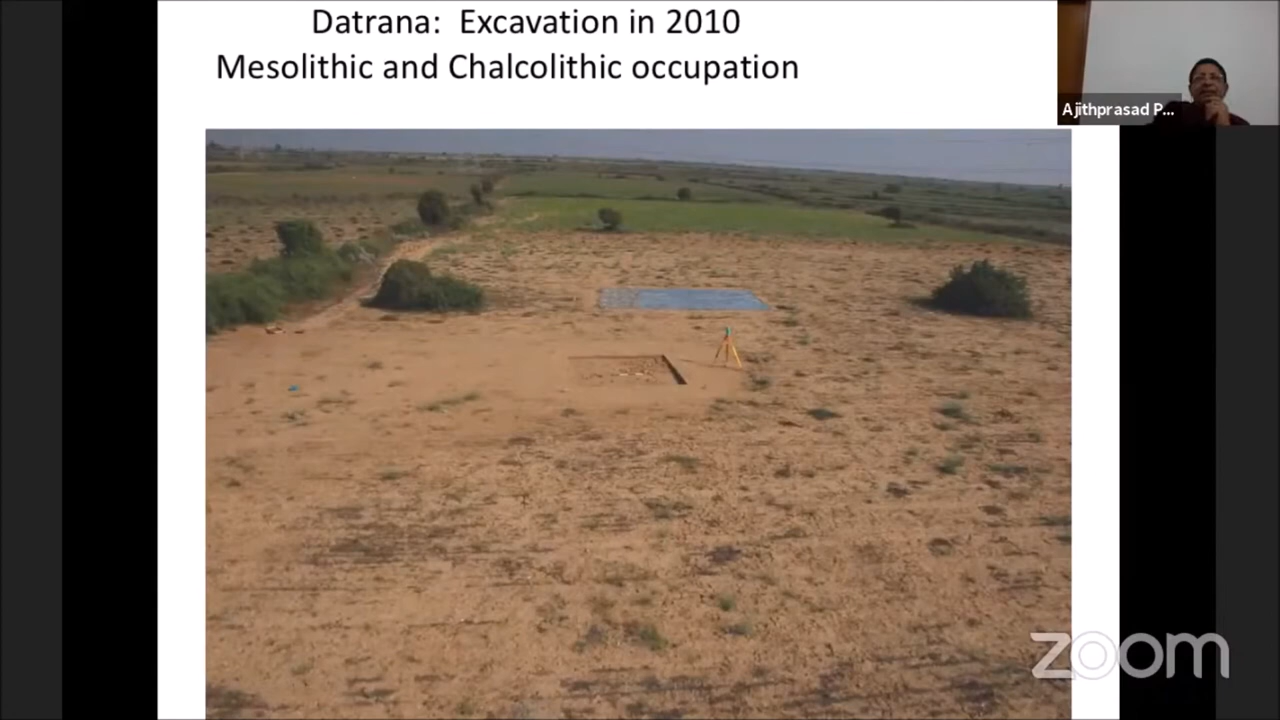 Datrana: Excavation in 2010
Mesolithic and Chalcolithic occupation
Ajithprasad P...
zoom